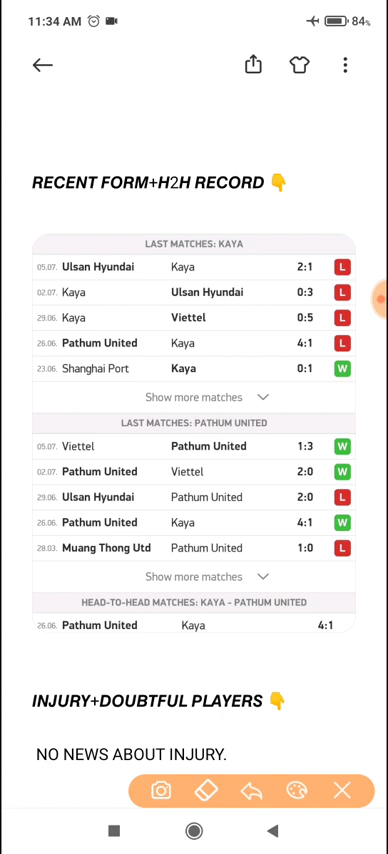 11:34 AM 84%
RECENT FORM+H2H RECORD 👇
LAST MATCHES: KAYA
05.07. Ulsan Hyundai Kaya 2:1 L
02.07. Kaya Ulsan Hyundai 0:3 L
29.06. Kaya Viettel 0:5 L
26.06. Pathum United Kaya 4:1 L
23.06. Shanghai Port Kaya 0:1 W
Show more matches
LAST MATCHES: PATHUM UNITED
05.07. Viettel Pathum United 1:3 W
02.07. Pathum United Viettel 2:0 W
29.06. Ulsan Hyundai Pathum United 2:0 L
26.06. Pathum United Kaya 4:1 W
28.03. Muang Thong Utd Pathum United 1:0 L
Show more matches
HEAD-TO-HEAD MATCHES: KAYA - PATHUM UNITED
26.06. Pathum United Kaya 4:1
INJURY+DOUBTFUL PLAYERS 👇
NO NEWS ABOUT INJURY.